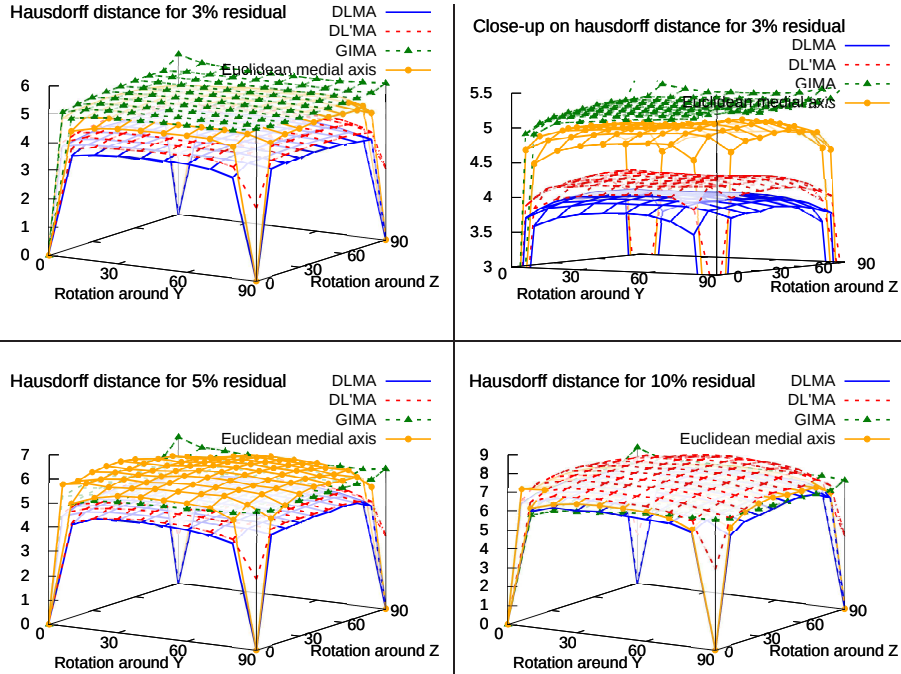 Hausdorff distance for 3% residual
DLMA
DL'MA
GIMA
Euclidean medial axis
6
5
4
3
2
1
0
0
30
60
90
Rotation around Y
0
30
60
90
Rotation around Z
Close-up on hausdorff distance for 3% residual
DLMA
DL'MA
GIMA
Euclidean medial axis
5.5
5
4.5
4
3.5
3
0
30
60
90
Rotation around Y
0
30
60
90
Rotation around Z
Hausdorff distance for 5% residual
DLMA
DL'MA
GIMA
Euclidean medial axis
7
6
5
4
3
2
1
0
0
30
60
90
Rotation around Y
0
30
60
90
Rotation around Z
Hausdorff distance for 10% residual
DLMA
DL'MA
GIMA
Euclidean medial axis
9
8
7
6
5
4
3
2
1
0
0
30
60
90
Rotation around Y
0
30
60
90
Rotation around Z